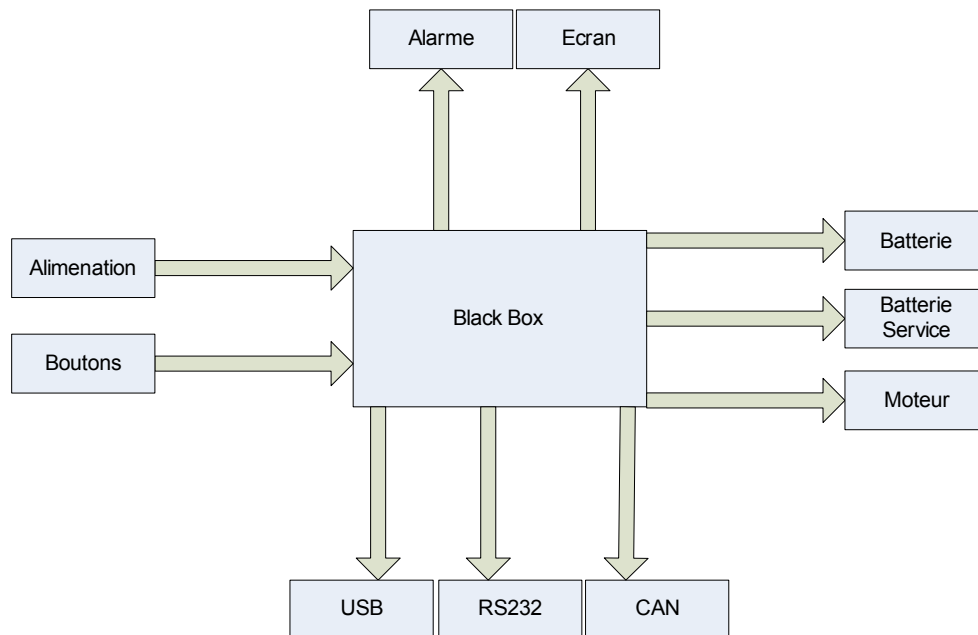 Alarme
Ecran
Alimenation
Boutons
Black Box
Batterie
Batterie
Service
Moteur
USB
RS232
CAN